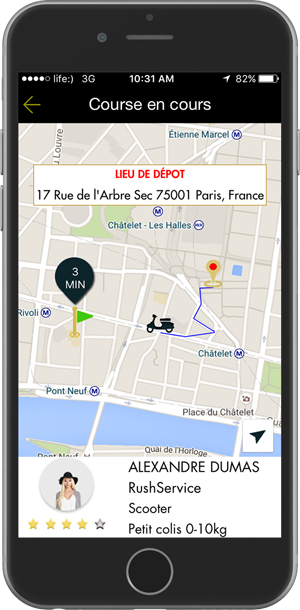 life:) 3G 10:31 AM 82%
Course en cours
u Louvre
Étienne Marcel M
LIEU DE DÉPOT
17 Rue de l'Arbre Sec 75001 Paris, France
Châtelet - Les Halles
3
MIN
Rivoli M
Châtelet M
Pont Neuf M
Place du Châtelet
Quai de l'Horloge
ALEXANDRE DUMAS
RushService
Scooter
Petit colis 0-10kg